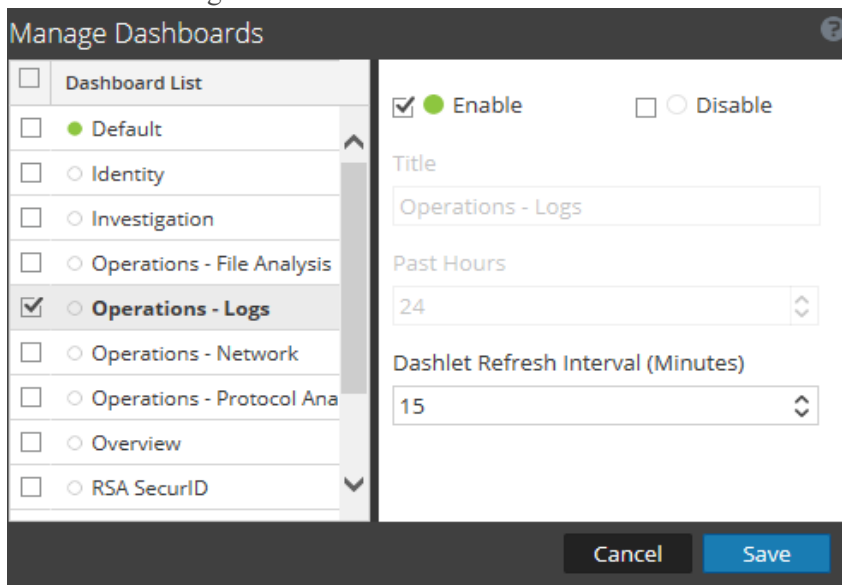 Manage Dashboards
Dashboard List
Default
Identity
Investigation
Operations - File Analysis
Operations - Logs
Operations - Network
Operations - Protocol Ana
Overview
RSA SecurID
Enable Disable
Title
Operations - Logs
Past Hours
24
Dashlet Refresh Interval (Minutes)
15
Cancel Save